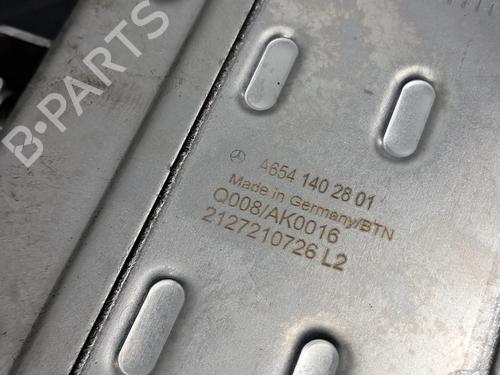 B-PARTS
A654 140 28 01
Made in Germany/BTN
Q008/AK0016
2127210726 L2